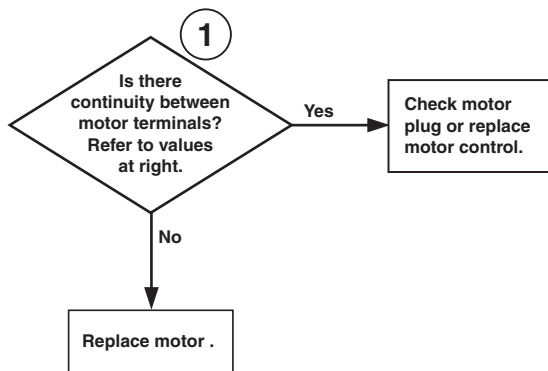 1
Is there
continuity between
motor terminals?
Refer to values
at right.
Yes
Check motor
plug or replace
motor control.
No
Replace motor .